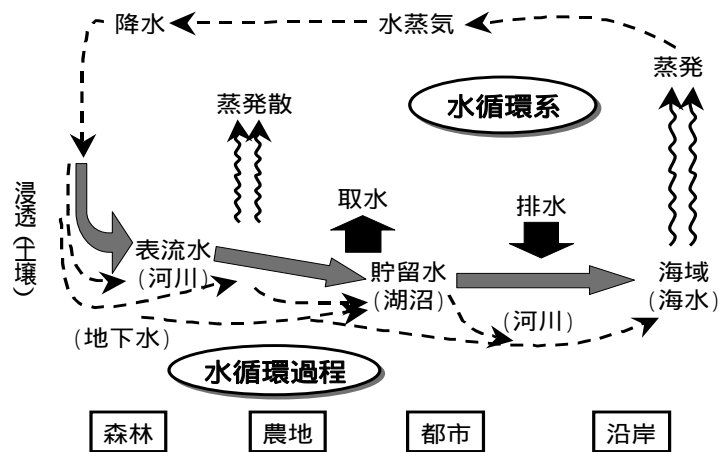 降水
水蒸気
蒸発
水循環系
蒸発散
浸透(土壌)
取水
排水
表流水
(河川)
貯留水
(湖沼)
海域
(海水)
(河川)
(地下水)
水循環過程
森林
農地
都市
沿岸